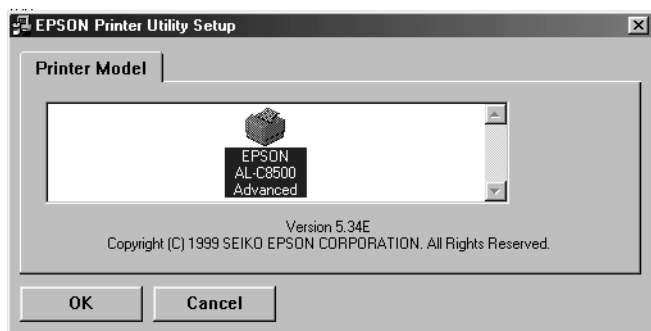 EPSON Printer Utility Setup
Printer Model
EPSON
AL-C8500
Advanced
Version 5.34E
Copyright (C) 1999 SEIKO EPSON CORPORATION. All Rights Reserved.
OK
Cancel